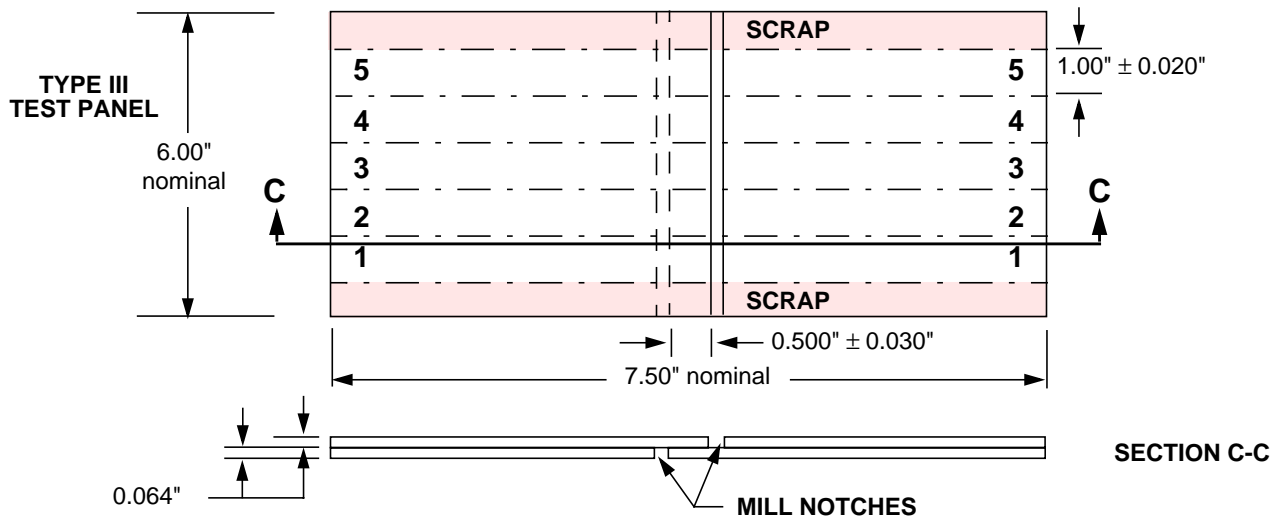 SCRAP
TYPE III
TEST PANEL
5
5
1.00" ± 0.020"
4
4
6.00"
nominal
3
3
C
C
2
2
1
1
SCRAP
0.500" ± 0.030"
7.50" nominal
SECTION C-C
0.064"
MILL NOTCHES